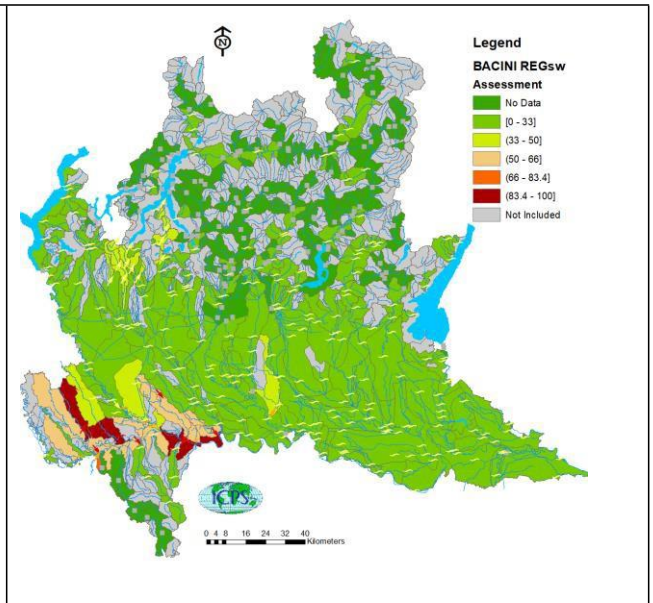 N
Legend
BACINI REGsw
Assessment
No Data
[0 - 33]
(33 - 50]
(50 - 66]
(66 - 83.4]
(83.4 - 100]
Not Included
ICPS
0 4 8 16 24 32 40
Kilometers